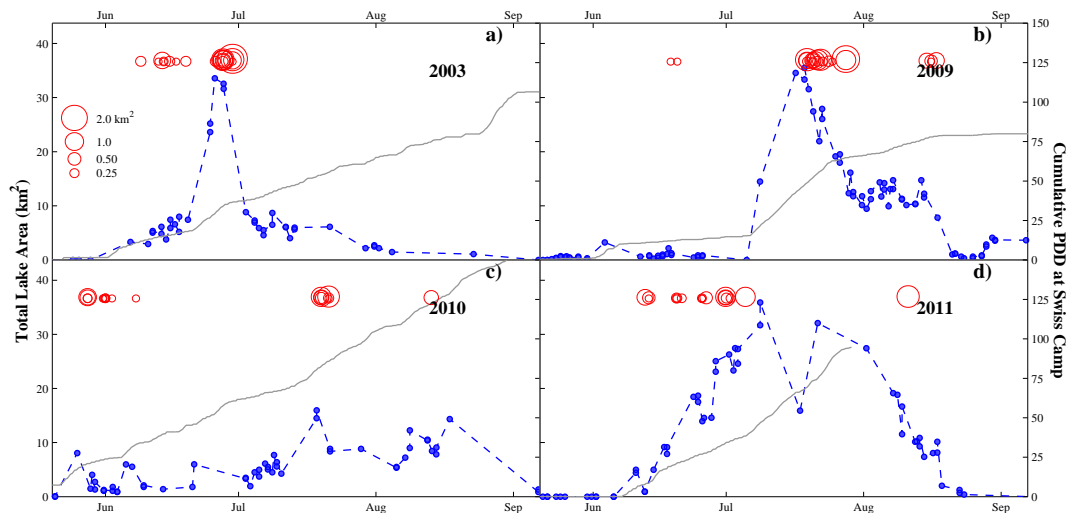 Jun Jul Aug Sep Jun Jul Aug Sep
40 a) b) 150
2003 2009 125
30 100
2.0 km²
1.0
20 75
0.50
0.25
50
10
25
0 0
Total Lake Area (km²)
Cumulative PDD at Swiss Camp
40 c) d)
2010 2011 125
30 100
20 75
50
10
25
0 0
Jun Jul Aug Sep Jun Jul Aug Sep